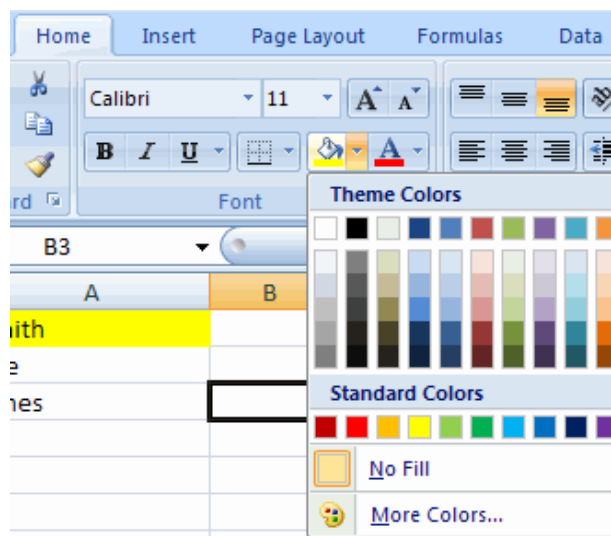 Home Insert Page Layout Formulas Data
Calibri 11 A A
B I U A
rd Font
Theme Colors
B3
A B
ith
e
nes
Standard Colors
No Fill
More Colors...